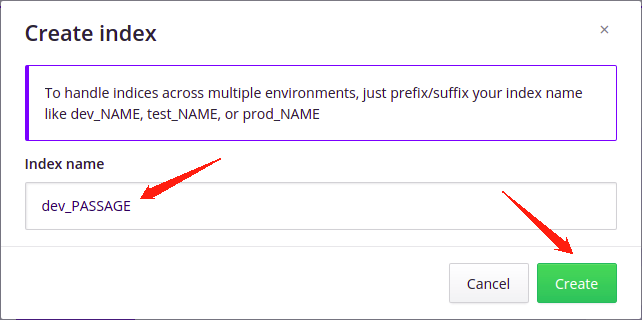 Create index
×
To handle indices across multiple environments, just prefix/suffix your index name
like dev_NAME, test_NAME, or prod_NAME
Index name
dev_PASSAGE
Cancel
Create